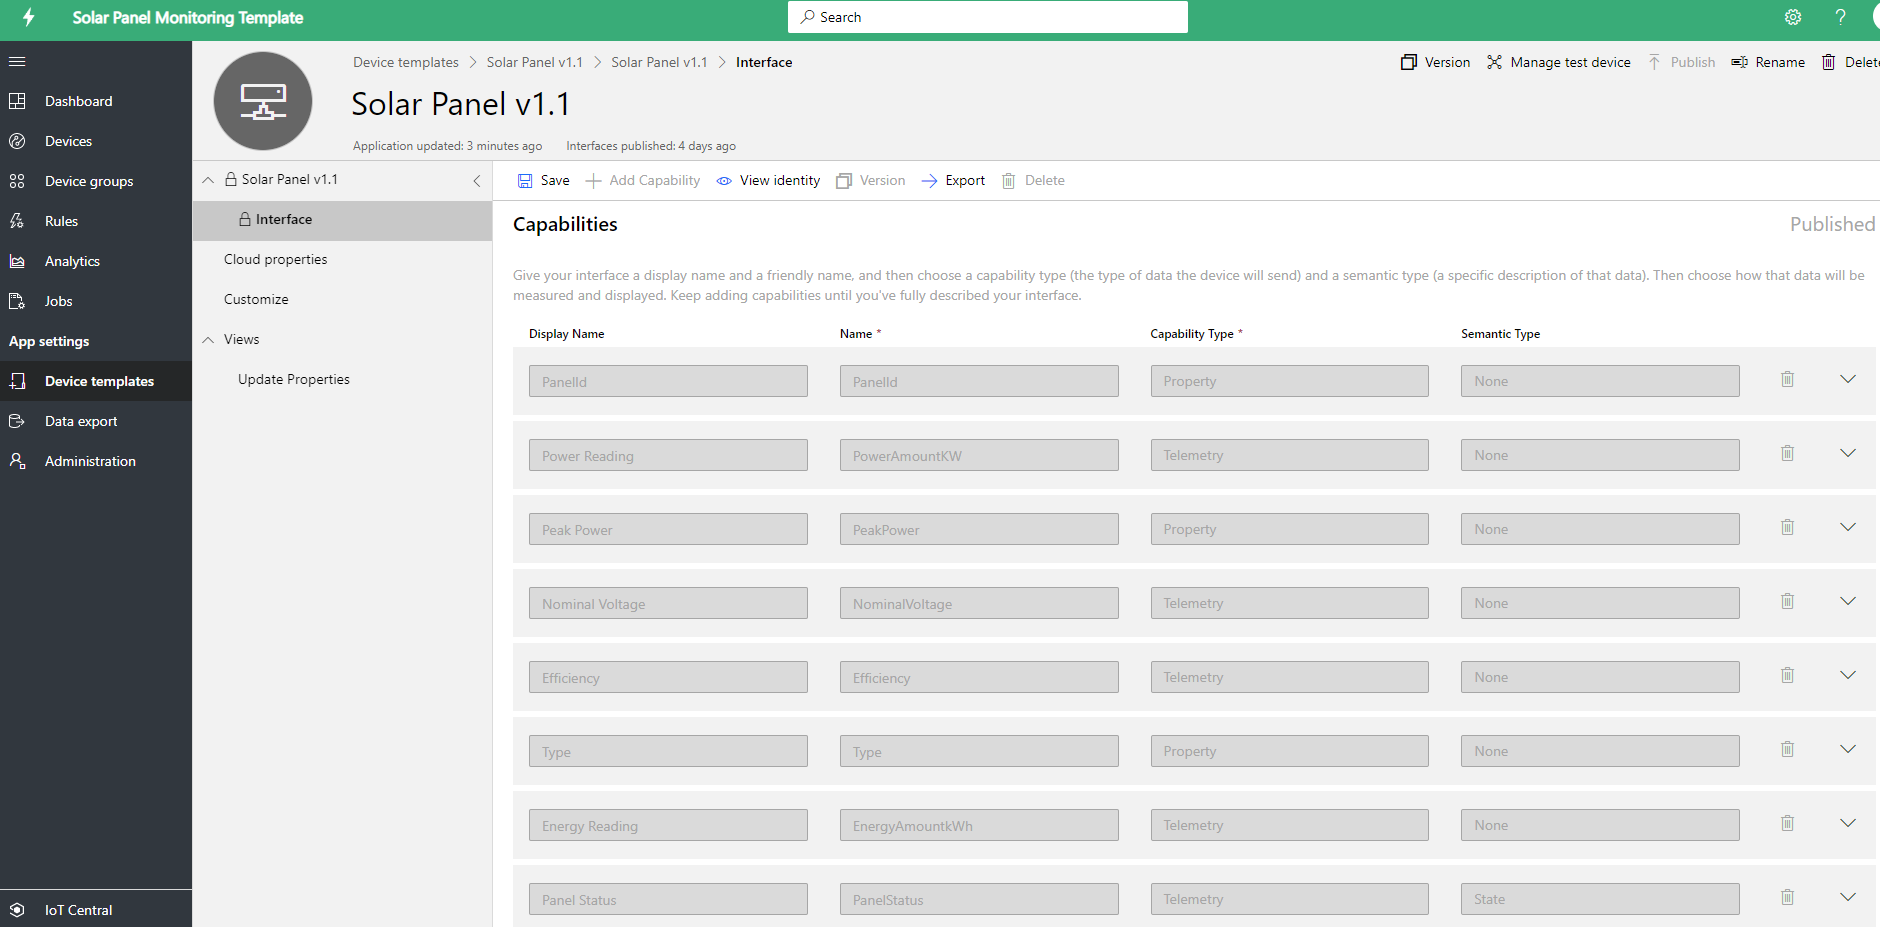 Solar Panel Monitoring Template
Search
?
Dashboard
Devices
Device groups
Rules
Analytics
Jobs
App settings
Device templates
Data export
Administration
IoT Central
Device templates > Solar Panel v1.1 > Solar Panel v1.1 > Interface
Version Manage test device Publish Rename Delete
Solar Panel v1.1
Application updated: 3 minutes ago Interfaces published: 4 days ago
Solar Panel v1.1
Interface
Cloud properties
Customize
Views
Update Properties
Save Add Capability View identity Version Export Delete
Capabilities Published
Give your interface a display name and a friendly name, and then choose a capability type (the type of data the device will send) and a semantic type (a specific description of that data). Then choose how that data will be
measured and displayed. Keep adding capabilities until you've fully described your interface.
Display Name Name * Capability Type * Semantic Type
PanelId PanelId Property None
Power Reading PowerAmountKW Telemetry None
Peak Power PeakPower Property None
Nominal Voltage NominalVoltage Telemetry None
Efficiency Efficiency Telemetry None
Type Type Property None
Energy Reading EnergyAmountkWh Telemetry None
Panel Status PanelStatus Telemetry State